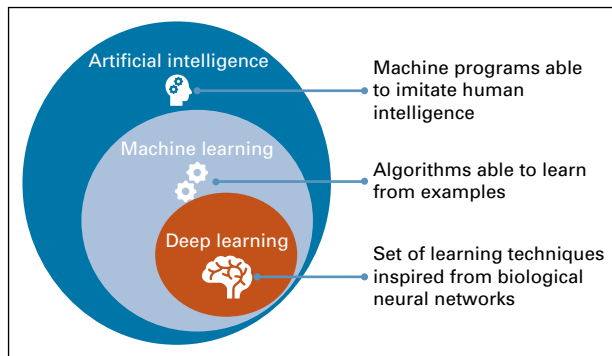 Artificial intelligence
Machine programs able
to imitate human
intelligence
Machine learning
Algorithms able to learn
from examples
Deep learning
Set of learning techniques
inspired from biological
neural networks